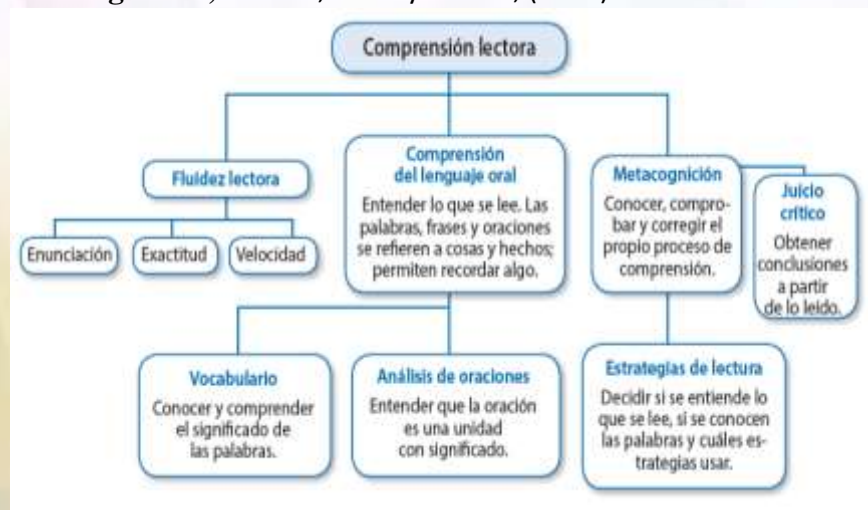 Comprensión lectora
Fluidez lectora
Enunciación
Exactitud
Velocidad
Comprensión
del lenguaje oral
Entender lo que se lee. Las
palabras, frases y oraciones
se refieren a cosas y hechos;
permiten recordar algo.
Metacognición
Conocer, compro-
bar y corregir el
propio proceso de
comprensión.
Juicio
crítico
Obtener
conclusiones
a partir
de lo leído.
Vocabulario
Conocer y comprender
el significado de
las palabras.
Análisis de oraciones
Entender que la oración
es una unidad
con significado.
Estrategias de lectura
Decidir si se entiende lo
que se lee, si se conocen
las palabras y cuáles es-
trategias usar.